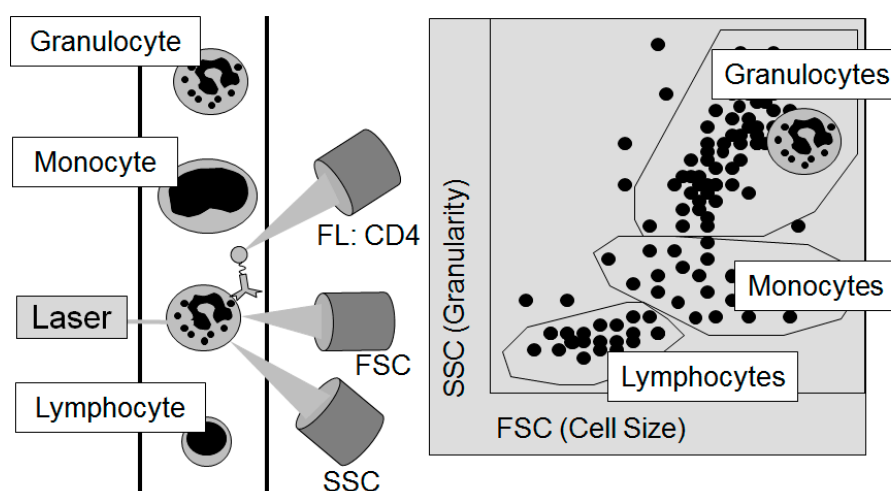 Granulocyte
Monocyte
FL: CD4
Laser
FSC
Lymphocyte
SSC
SSC (Granularity)
Granulocytes
Monocytes
Lymphocytes
FSC (Cell Size)